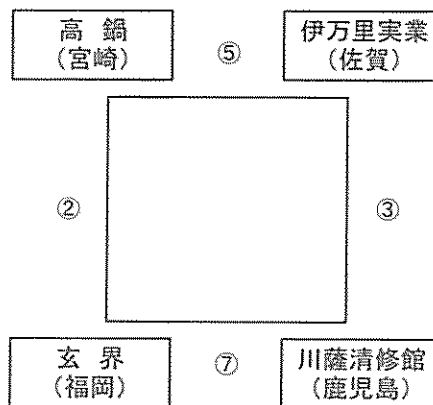 高 鍋
(宮崎)
⑤
伊万里実業
(佐賀)
②
③
玄 界
(福岡)
⑦
川薩清修館
(鹿児島)